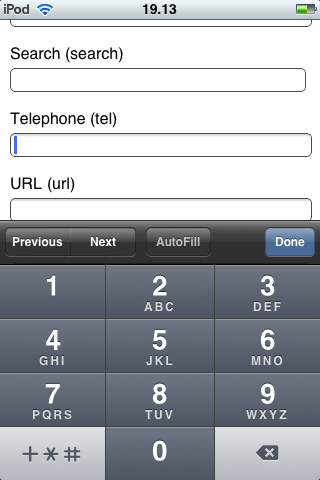 iPod 19.13
Search (search)
Telephone (tel)
URL (url)
Previous Next AutoFill Done
1 2 3
ABC DEF
4 5 6
GHI JKL MNO
7 8 9
PQRS TUV WXYZ
+*# 0